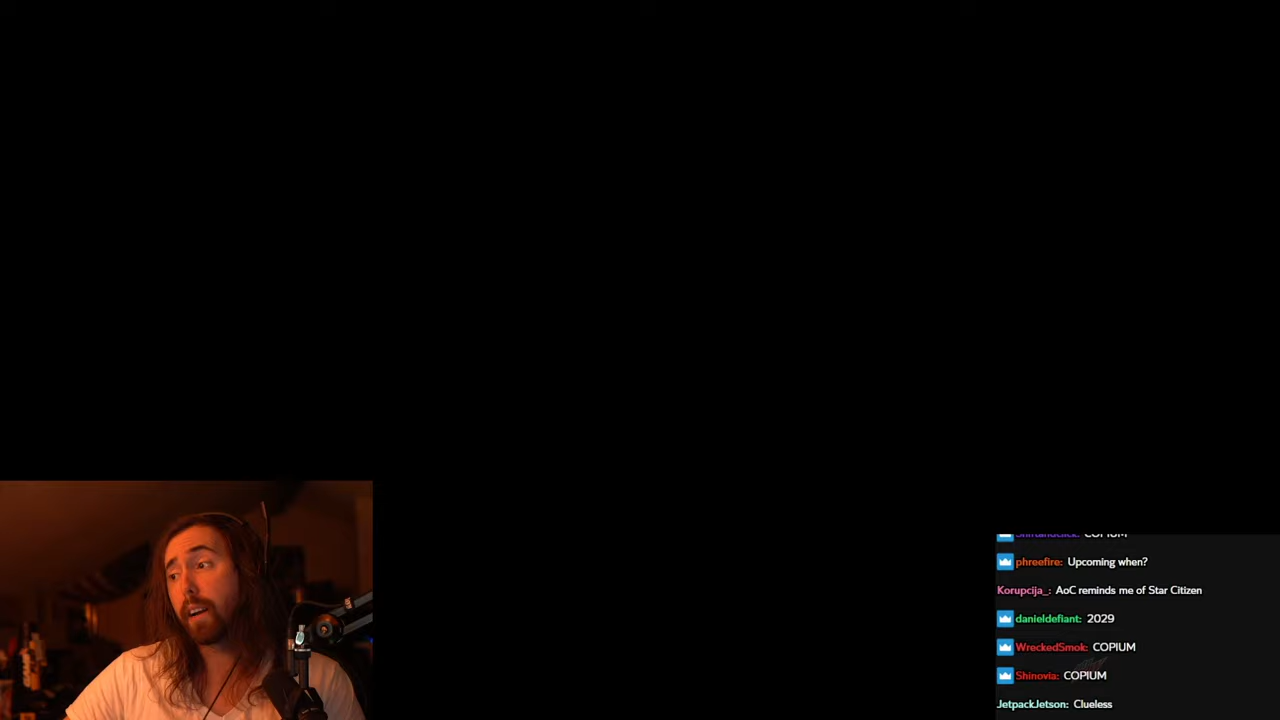 phreefire: Upcoming when?
Korupcija_: AoC reminds me of Star Citizen
danieldefiant: 2029
WreckedSmok: COPIUM
Shinovia: COPIUM
JetpackJetson: Clueless